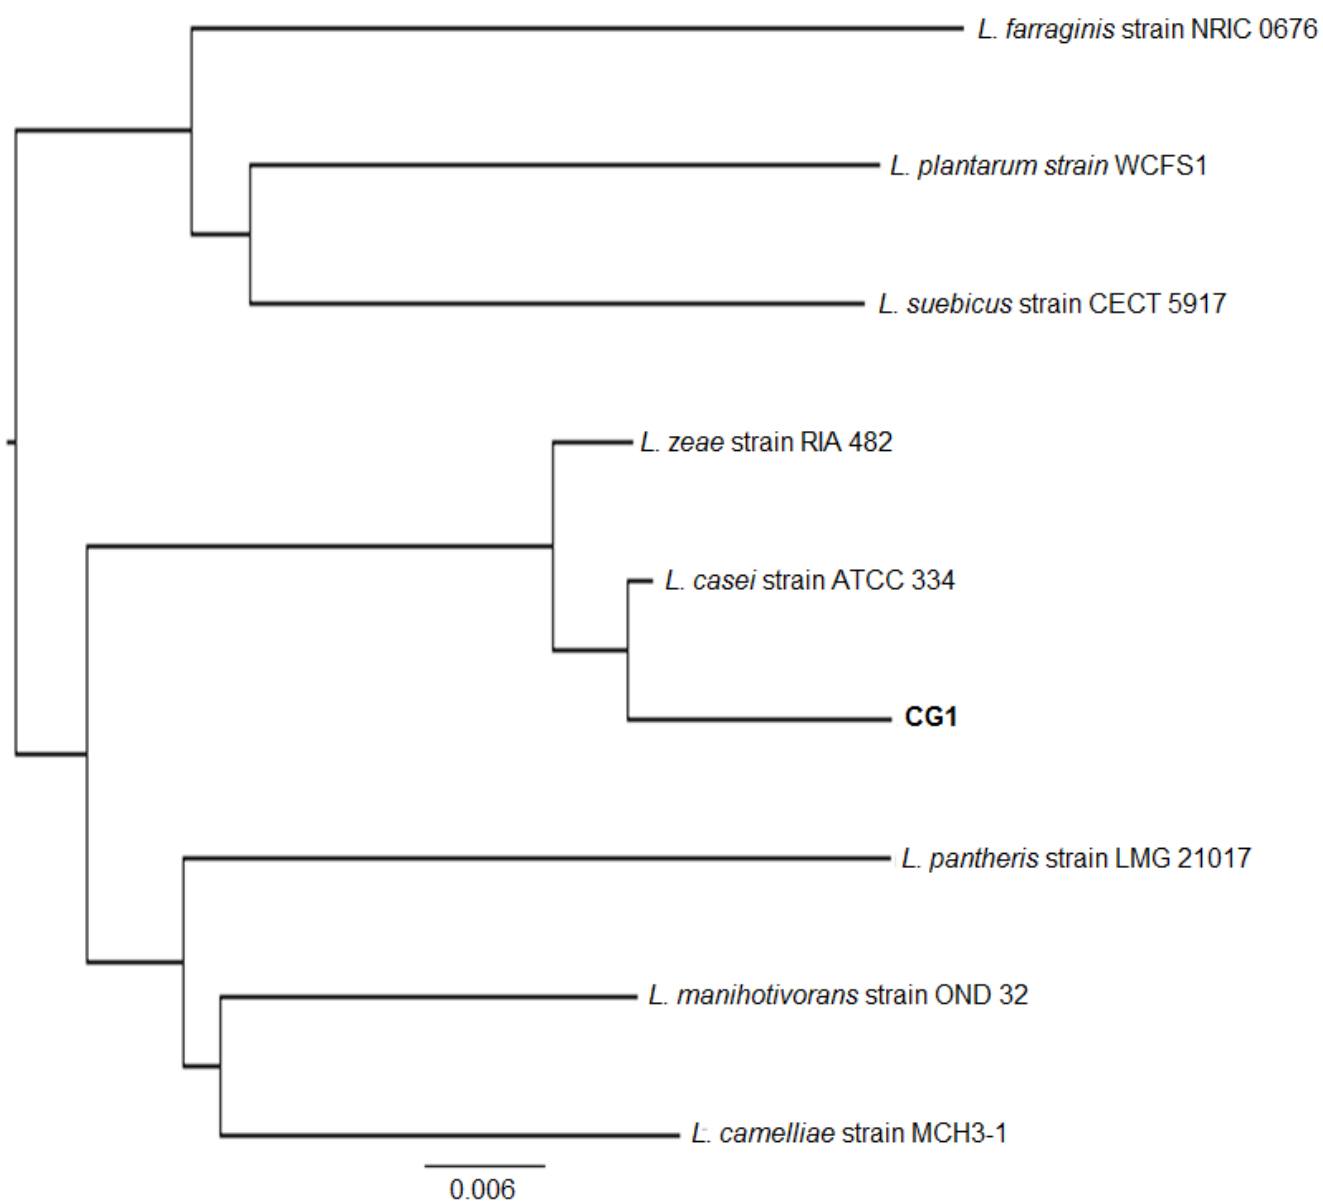 L. farraginis strain NRIC 0676
L. plantarum strain WCFS1
L. suebicus strain CECT 5917
L. zeae strain RIA 482
L. casei strain ATCC 334
CG1
L. pantheris strain LMG 21017
L. manihotivorans strain OND 32
L. camelliae strain MCH3-1
0.006